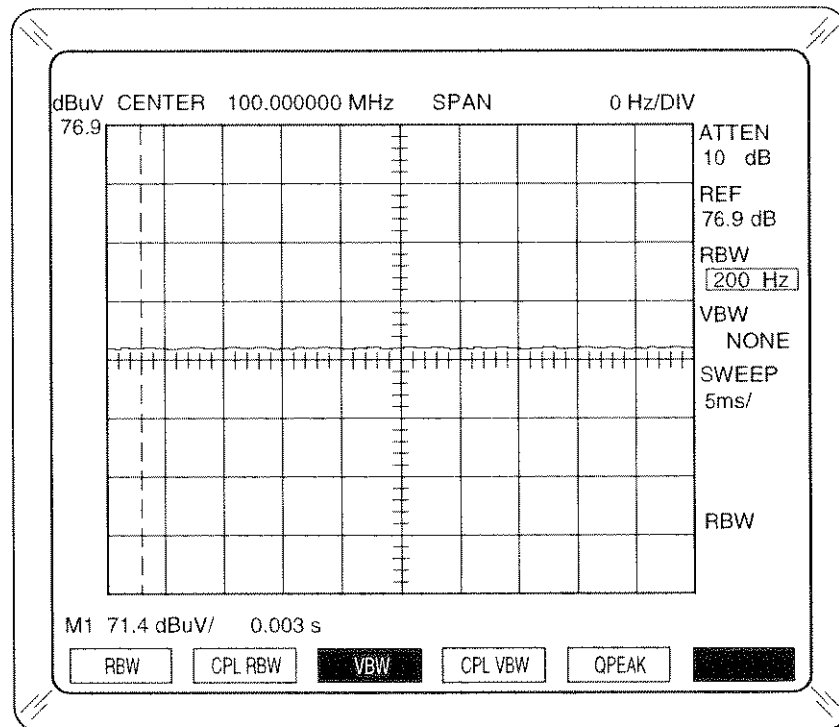 dBuV CENTER 100.000000 MHz SPAN 0 Hz/DIV
76.9
ATTEN
10 dB
REF
76.9 dB
RBW
200 Hz
VBW
NONE
SWEEP
5ms/
RBW
M1 71.4 dBuV/ 0.003 s
RBW CPL RBW VBW CPL VBW QPEAK